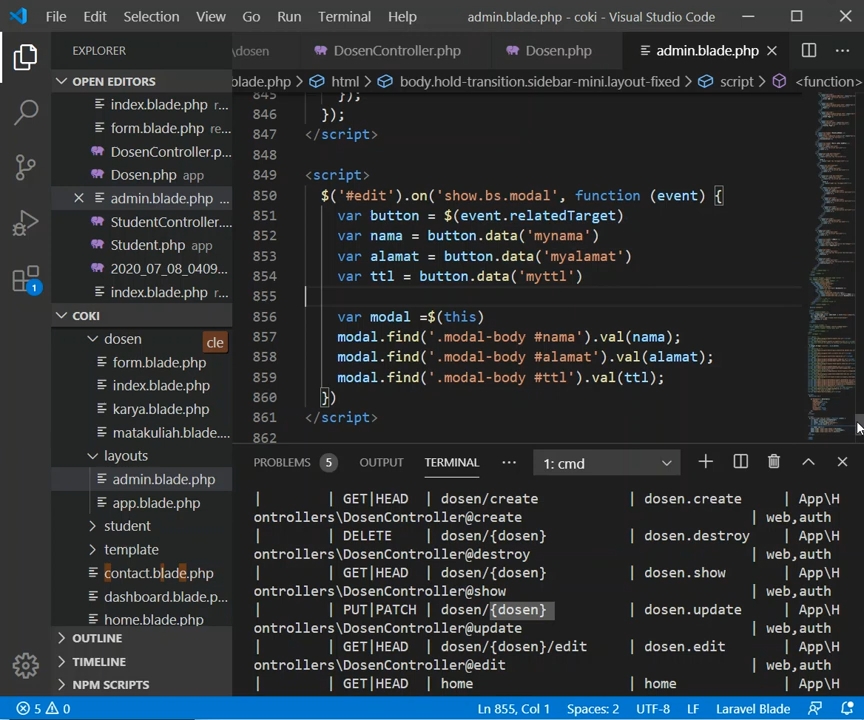 File Edit Selection View Go Run Terminal Help admin.blade.php - coki - Visual Studio Code
EXPLORER
\dosen DosenController.php Dosen.php admin.blade.php
OPEN EDITORS
blade.php > html > body.hold-transition.sidebar-mini.layout-fixed > script > <function>
index.blade.php r...
form.blade.php re...
DosenController.p...
Dosen.php app
admin.blade.php ...
StudentController...
Student.php app
2020_07_08_0409...
index.blade.php r...
COKI
dosen
cle
form.blade.php
index.blade.php
karya.blade.php
matakuliah.blade....
layouts
admin.blade.php
app.blade.php
student
template
contact.blade.php
dashboard.blade.p...
home.blade.php
OUTLINE
TIMELINE
NPM SCRIPTS
1
845 });
846 });
847 </script>
848
849 <script>
850 $('#edit').on('show.bs.modal', function (event) {
851 var button = $(event.relatedTarget)
852 var nama = button.data('mynama')
853 var alamat = button.data('myalamat')
854 var ttl = button.data('myttl')
855
856 var modal =$(this)
857 modal.find('.modal-body #nama').val(nama);
858 modal.find('.modal-body #alamat').val(alamat);
859 modal.find('.modal-body #ttl').val(ttl);
860 })
861 </script>
862
PROBLEMS 5 OUTPUT TERMINAL ... 1: cmd
| | GET|HEAD | dosen/create | dosen.create | App\H
ontrollers\DosenController@create | web,auth
| | DELETE | dosen/{dosen} | dosen.destroy | App\H
ontrollers\DosenController@destroy | web,auth
| | GET|HEAD | dosen/{dosen} | dosen.show | App\H
ontrollers\DosenController@show | web,auth
| | PUT|PATCH | dosen/{dosen} | dosen.update | App\H
ontrollers\DosenController@update | web,auth
| | GET|HEAD | dosen/{dosen}/edit | dosen.edit | App\H
ontrollers\DosenController@edit | web,auth
| | GET|HEAD | home | home | App\H
5 0 Ln 855, Col 1 Spaces: 2 UTF-8 LF Laravel Blade